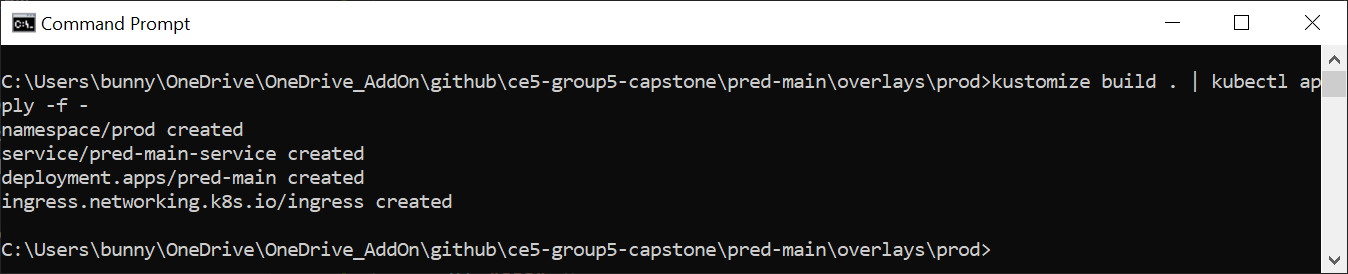 Command Prompt
C:\Users\bunny\OneDrive\OneDrive_AddOn\github\ce5-group5-capstone\pred-main\overlays\prod>kustomize build . | kubectl ap
ply -f -
namespace/prod created
service/pred-main-service created
deployment.apps/pred-main created
ingress.networking.k8s.io/ingress created
C:\Users\bunny\OneDrive\OneDrive_AddOn\github\ce5-group5-capstone\pred-main\overlays\prod>